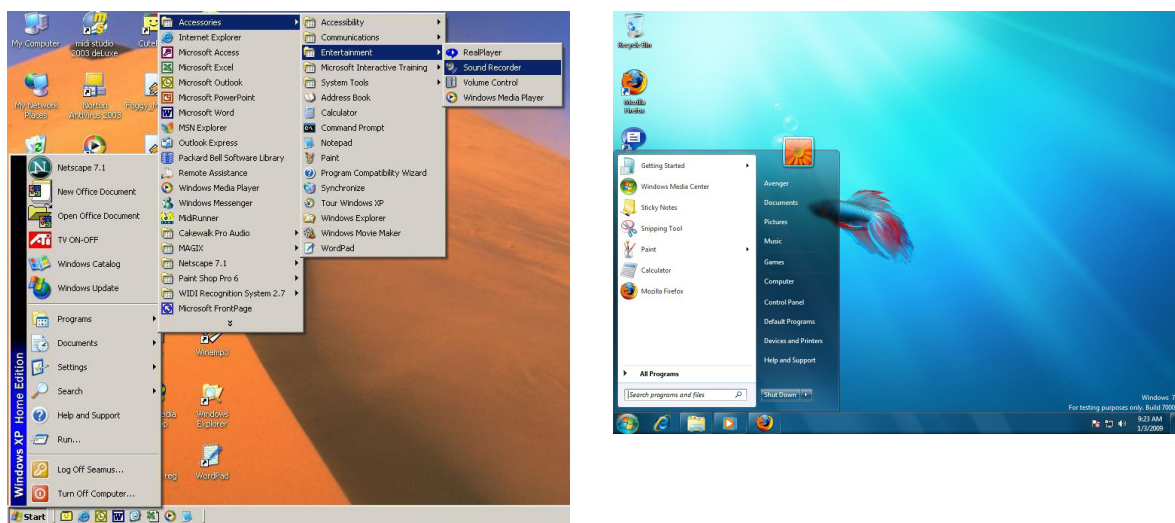 My Computer
midi studio
2003 deLuxe
My Network
Places
Norton
AntiVirus 2003
Accessories
Internet Explorer
Microsoft Access
Microsoft Excel
Microsoft Outlook
Microsoft PowerPoint
Microsoft Word
MSN Explorer
Outlook Express
Packard Bell Software Library
Remote Assistance
Windows Media Player
Windows Messenger
MidRunner
Cakewalk Pro Audio
MAGIX
Netscape 7.1
Paint Shop Pro 6
WIDI Recognition System 2.7
Microsoft FrontPage
Accessibility
Communications
Entertainment
Microsoft Interactive Training
System Tools
Address Book
Calculator
Command Prompt
Notepad
Paint
Program Compatibility Wizard
Synchronize
Tour Windows XP
Windows Explorer
Windows Movie Maker
WordPad
RealPlayer
Sound Recorder
Volume Control
Windows Media Player
Netscape 7.1
New Office Document
Open Office Document
ATI
TV ON-OFF
Windows Catalog
Windows Update
Programs
Documents
Settings
Search
Help and Support
Run...
Log Off Seamus...
Turn Off Computer...
Windows XP Home Edition
Winamp3
Windows
Explorer
reg
WordPad
Start
Recycle Bin
Mozilla
Firefox
Getting Started
Windows Media Center
Sticky Notes
Snipping Tool
Paint
Calculator
Mozilla Firefox
All Programs
Search programs and files
Avenger
Documents
Pictures
Music
Games
Computer
Control Panel
Default Programs
Devices and Printers
Help and Support
Shut Down
Windows 7
For testing purposes only. Build 7000
9:23 AM
1/3/2009